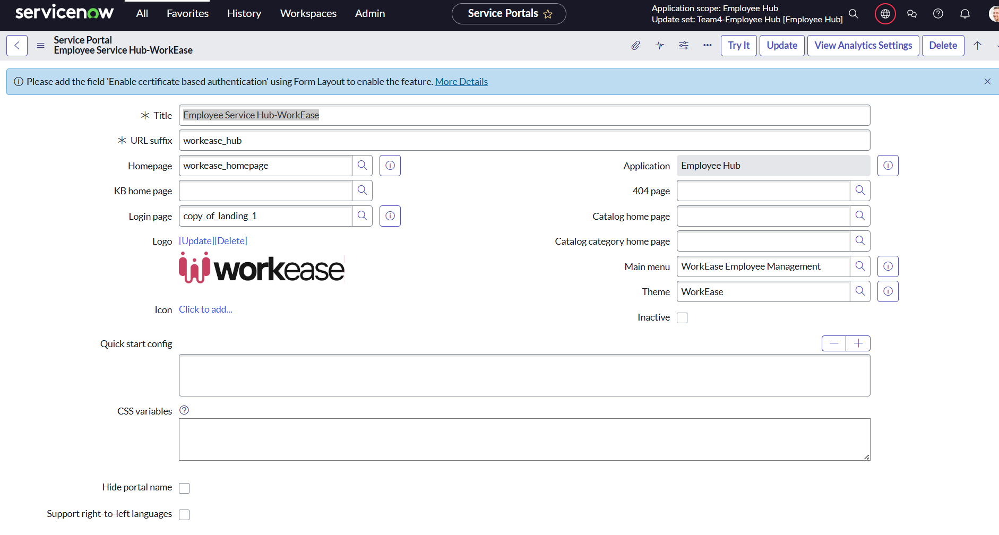 servicenow
All
Favorites
History
Workspaces
Admin
Service Portals
Application scope: Employee Hub
Update set: Team4-Employee Hub [Employee Hub]
Service Portal
Employee Service Hub-WorkEase
Try It
Update
View Analytics Settings
Delete
Please add the field 'Enable certificate based authentication' using Form Layout to enable the feature. More Details
Title
Employee Service Hub-WorkEase
URL suffix
workease_hub
Homepage
workease_homepage
Application
Employee Hub
KB home page
404 page
Login page
copy_of_landing_1
Catalog home page
Logo
[Update][Delete]
workease
Catalog category home page
Main menu
WorkEase Employee Management
Theme
WorkEase
Icon
Click to add...
Inactive
Quick start config
CSS variables
Hide portal name
Support right-to-left languages